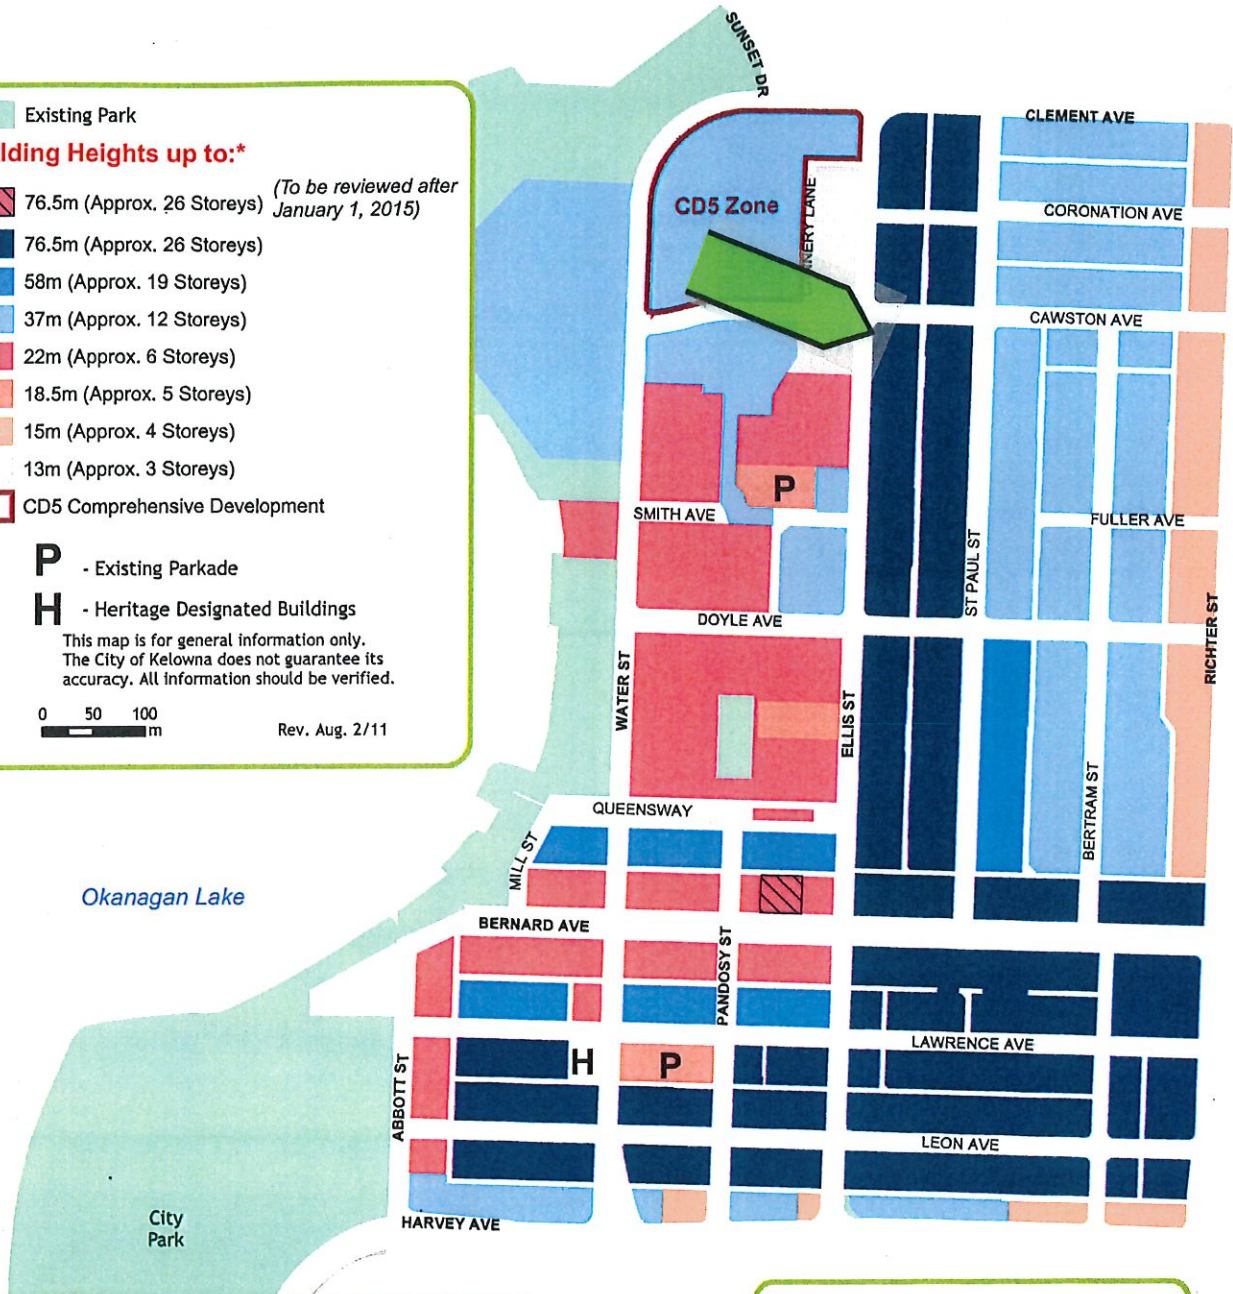 Existing Park
lding Heights up to:*
76.5m (Approx. 26 Storeys)
(To be reviewed after
January 1, 2015)
76.5m (Approx. 26 Storeys)
58m (Approx. 19 Storeys)
37m (Approx. 12 Storeys)
22m (Approx. 6 Storeys)
18.5m (Approx. 5 Storeys)
15m (Approx. 4 Storeys)
13m (Approx. 3 Storeys)
CD5 Comprehensive Development
P - Existing Parkade
H - Heritage Designated Buildings
This map is for general information only.
The City of Kelowna does not guarantee its
accuracy. All information should be verified.
0 50 100
m
Rev. Aug. 2/11
SUNSET DR
CLEMENT AVE
CD5 Zone
NNERY LANE
CORONATION AVE
CAWSTON AVE
P
SMITH AVE
FULLER AVE
ST PAUL ST
DOYLE AVE
RICHTER ST
WATER ST
ELLIS ST
BERTRAM ST
QUEENSWAY
MILL ST
Okanagan Lake
BERNARD AVE
PANDOSY ST
LAWRENCE AVE
H
P
ABBOTT ST
LEON AVE
City
Park
HARVEY AVE